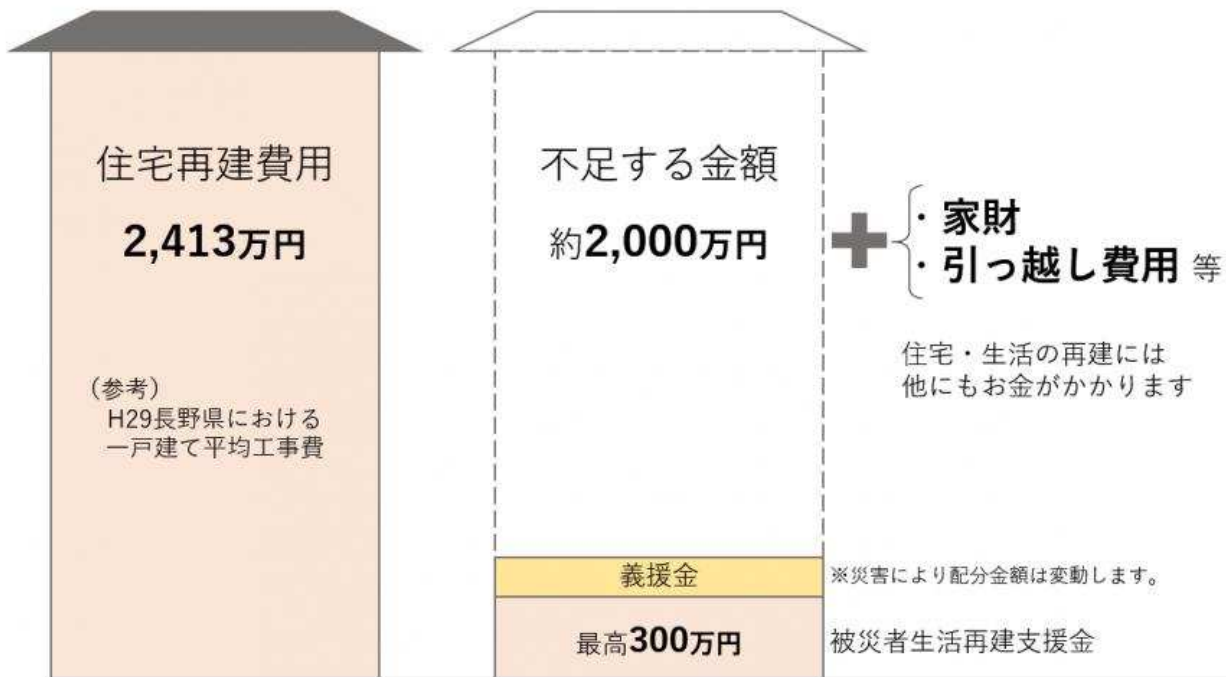 住宅再建費用
2,413万円
（参考）
H29長野県における
一戸建て平均工事費
不足する金額
約2,000万円
・家財
・引っ越し費用 等
住宅・生活の再建には
他にもお金がかかります
義援金
※災害により配分金額は変動します。
最高300万円
被災者生活再建支援金